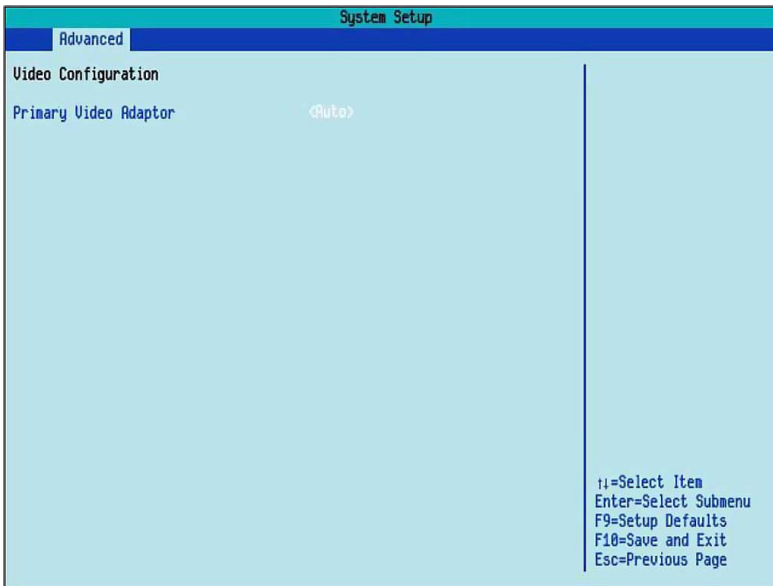 System Setup
Advanced
Video Configuration
Primary Video Adaptor <Auto>
↑↓=Select Item
Enter=Select Submenu
F9=Setup Defaults
F10=Save and Exit
Esc=Previous Page